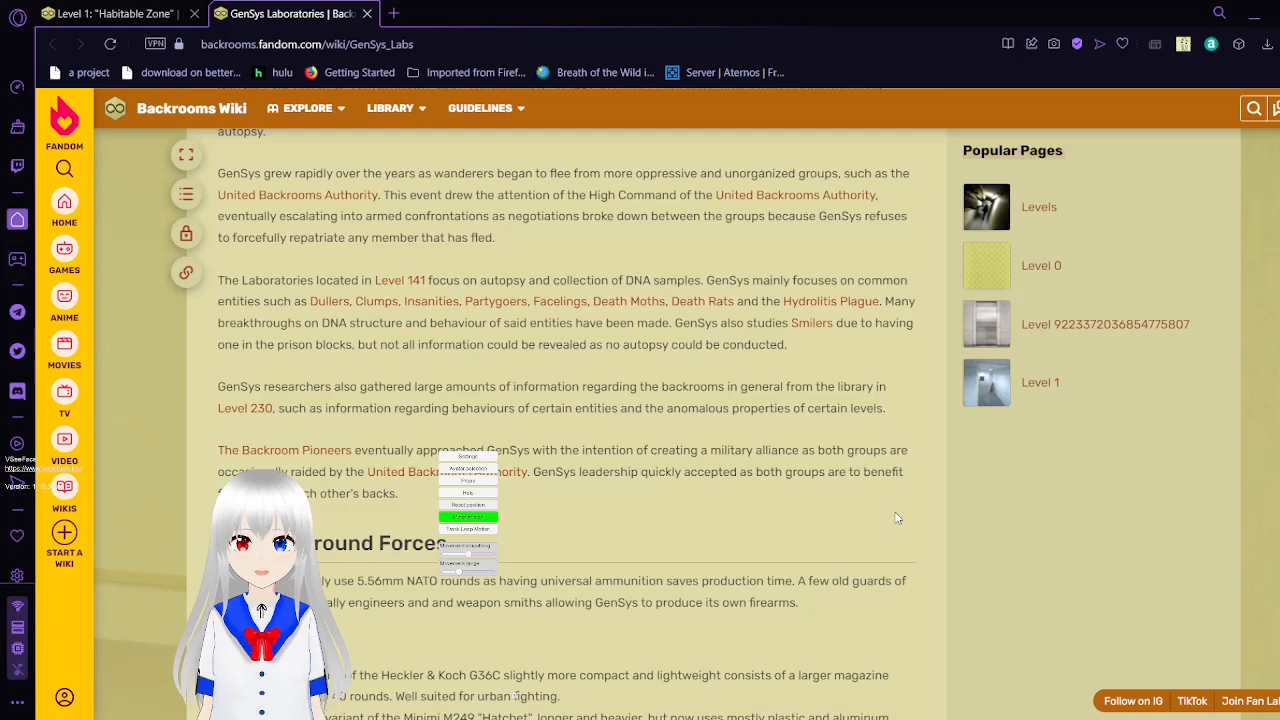 Level 1: "Habitable Zone"
GenSys Laboratories | Back
VPN
backrooms.fandom.com/wiki/GenSys_Labs
a project
download on better...
hulu
Getting Started
Imported from Firef...
Breath of the Wild i...
Server | Aternos | Fr...
FANDOM
Backrooms Wiki
EXPLORE
LIBRARY
GUIDELINES
HOME
GAMES
ANIME
MOVIES
TV
VIDEO
WIKIS
START A
WIKI
autopsy.
GenSys grew rapidly over the years as wanderers began to flee from more oppressive and unorganized groups, such as the
United Backrooms Authority. This event drew the attention of the High Command of the United Backrooms Authority,
eventually escalating into armed confrontations as negotiations broke down between the groups because GenSys refuses
to forcefully repatriate any member that has fled.
The Laboratories located in Level 141 focus on autopsy and collection of DNA samples. GenSys mainly focuses on common
entities such as Dullers, Clumps, Insanities, Partygoers, Facelings, Death Moths, Death Rats and the Hydrolitis Plague. Many
breakthroughs on DNA structure and behaviour of said entities have been made. GenSys also studies Smilers due to having
one in the prison blocks, but not all information could be revealed as no autopsy could be conducted.
GenSys researchers also gathered large amounts of information regarding the backrooms in general from the library in
Level 230, such as information regarding behaviours of certain entities and the anomalous properties of certain levels.
The Backroom Pioneers eventually approached GenSys with the intention of creating a military alliance as both groups are
raided by the United Authority. GenSys leadership quickly accepted as both groups are to benefit
other's backs.
Settings
Avatar selection
Props
Help
Reset position
Track Leap Motion
Movement smoothing
Movement range
round Forces
use 5.56mm NATO rounds as having universal ammunition saves production time. A few old guards of
engineers and and weapon smiths allowing GenSys to produce its own firearms.
of the Heckler & Koch G36C slightly more compact and lightweight consists of a larger magazine
rounds. Well suited for urban fighting.
variant of the Minimi M249 "Hatchet", longer and heavier, but now uses mostly plastic and aluminum
Popular Pages
Levels
Level 0
Level 9223372036854775807
Level 1
Follow on IG
TikTok
Join Fan Lab